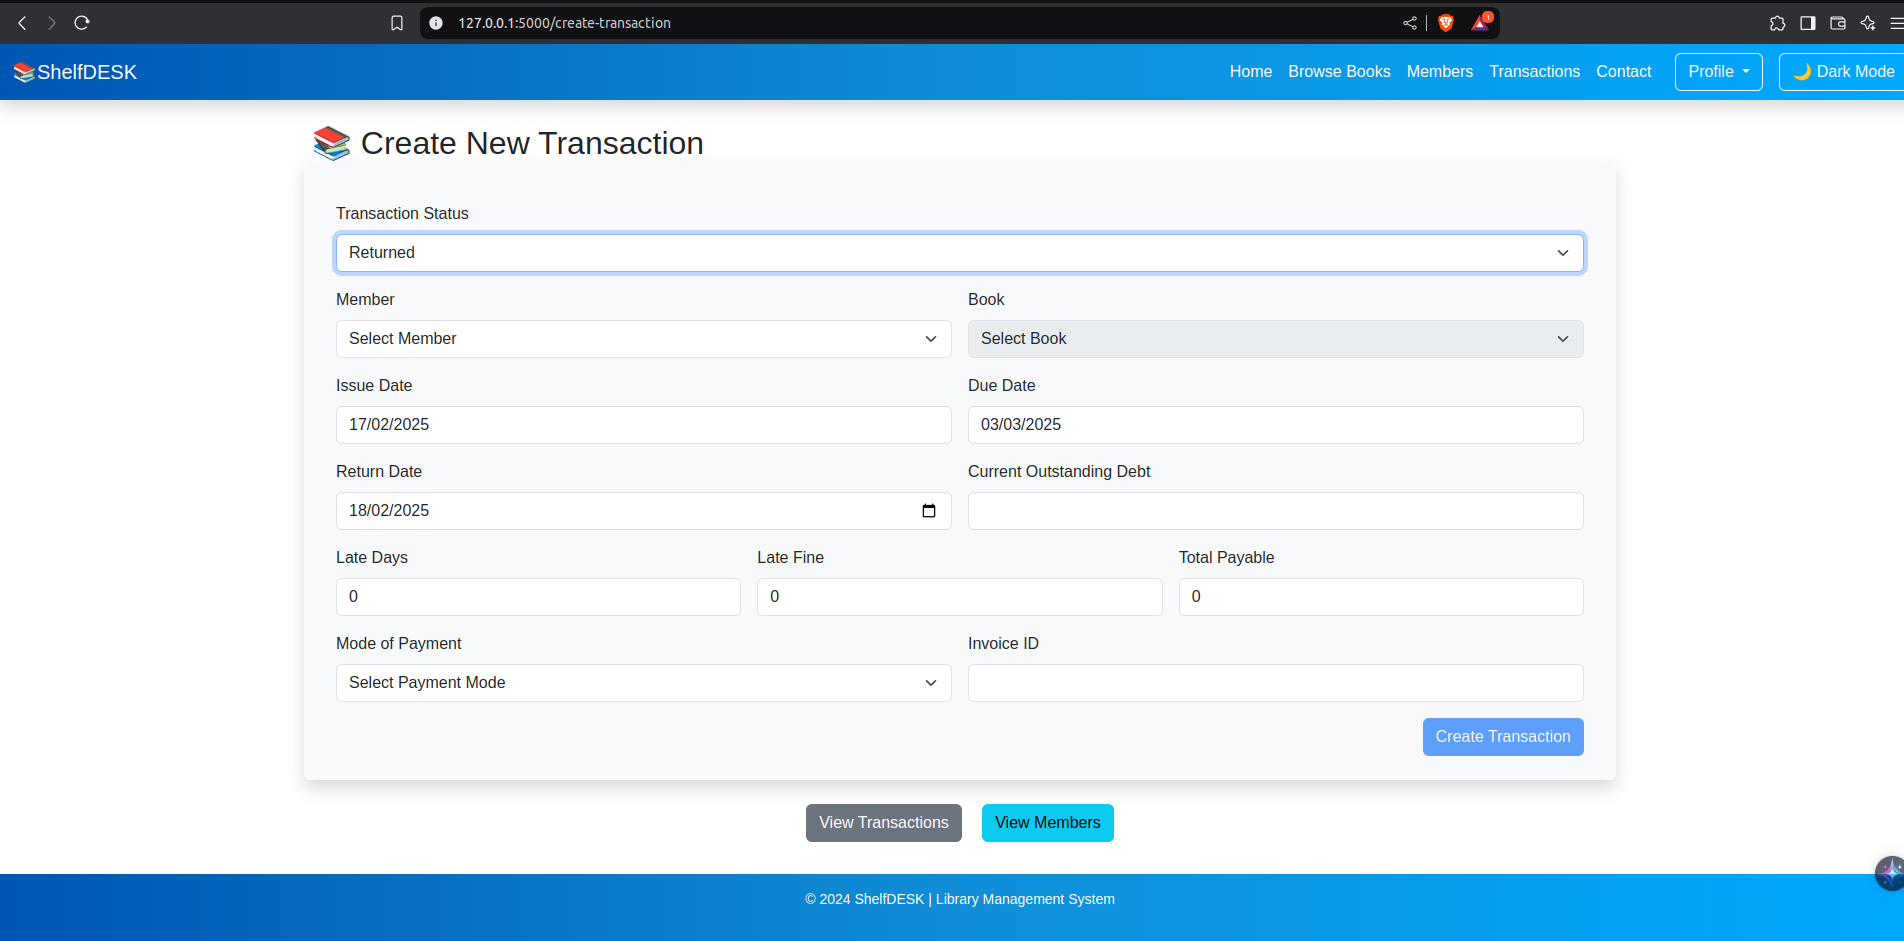 127.0.0.1:5000/create-transaction
1
ShelfDESK
Home Browse Books Members Transactions Contact Profile Dark Mode
Create New Transaction
Transaction Status
Returned
Member Book
Select Member Select Book
Issue Date Due Date
17/02/2025 03/03/2025
Return Date Current Outstanding Debt
18/02/2025
Late Days Late Fine Total Payable
0 0 0
Mode of Payment Invoice ID
Select Payment Mode
Create Transaction
View Transactions View Members
© 2024 ShelfDESK | Library Management System